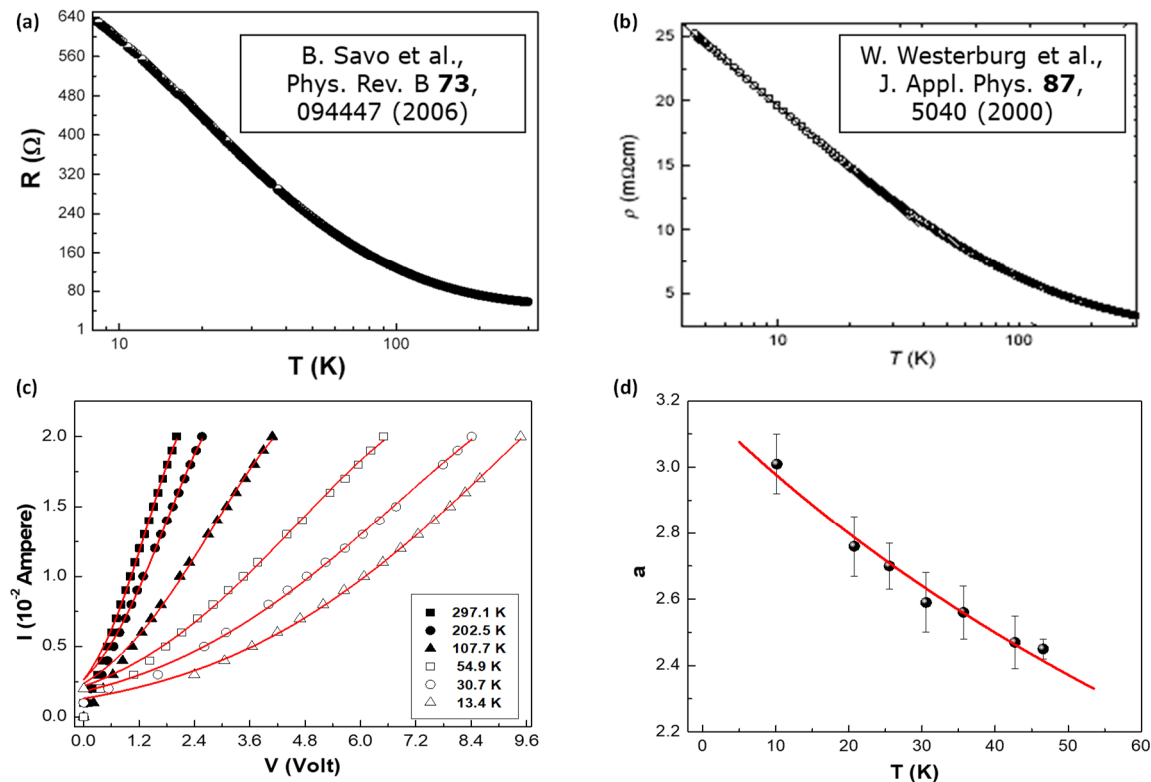 (a)
640
560
480
400
320
240
160
80
1
R (Ω)
B. Savo et al.,
Phys. Rev. B 73,
094447 (2006)
10
100
T (K)
(b)
25
20
15
10
5
ρ (mΩcm)
W. Westerburg et al.,
J. Appl. Phys. 87,
5040 (2000)
10
100
T (K)
(c)
2.0
1.5
1.0
0.5
0.0
I (10⁻² Ampere)
297.1 K
202.5 K
107.7 K
54.9 K
30.7 K
13.4 K
0.0 1.2 2.4 3.6 4.8 6.0 7.2 8.4 9.6
V (Volt)
(d)
3.2
3.0
2.8
2.6
2.4
2.2
a
0 10 20 30 40 50 60
T (K)